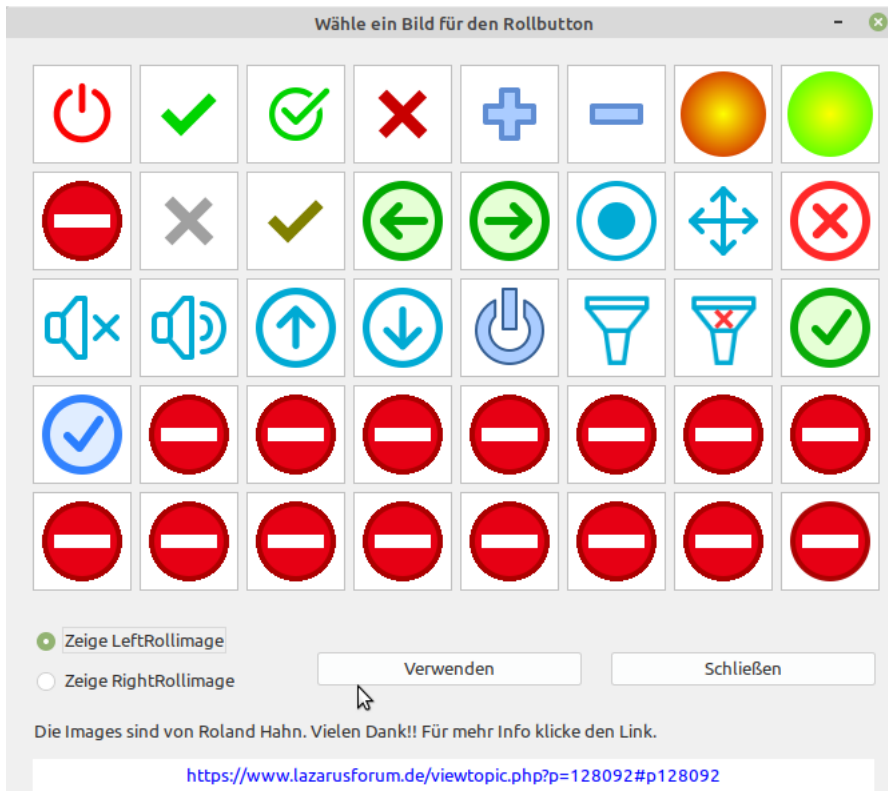 Wähle ein Bild für den Rollbutton
Zeige LeftRollimage
Zeige RightRollimage
Verwenden
Schließen
Die Images sind von Roland Hahn. Vielen Dank!! Für mehr Info klicke den Link.
https://www.lazarusforum.de/viewtopic.php?p=128092#p128092